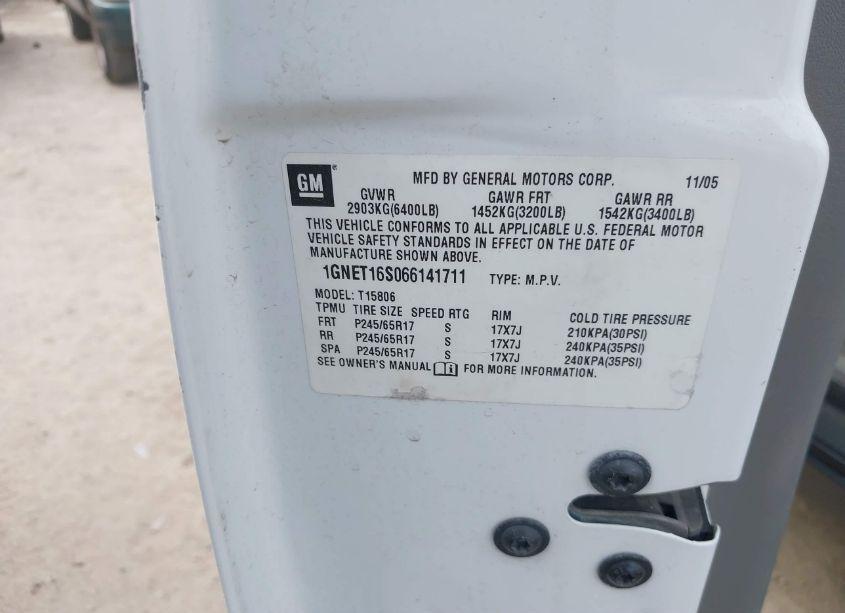 GM ® MFD BY GENERAL MOTORS CORP. 11/05
GVWR GAWR FRT GAWR RR
2903KG(6400LB) 1452KG(3200LB) 1542KG(3400LB)
THIS VEHICLE CONFORMS TO ALL APPLICABLE U.S. FEDERAL MOTOR
VEHICLE SAFETY STANDARDS IN EFFECT ON THE DATE OF
MANUFACTURE SHOWN ABOVE.
1GNET16S066141711 TYPE: M.P.V.
MODEL: T15806
TPMU TIRE SIZE SPEED RTG RIM COLD TIRE PRESSURE
FRT P245/65R17 S 17X7J 210KPA(30PSI)
RR P245/65R17 S 17X7J 240KPA(35PSI)
SPA P245/65R17 S 17X7J 240KPA(35PSI)
SEE OWNER'S MANUAL FOR MORE INFORMATION.